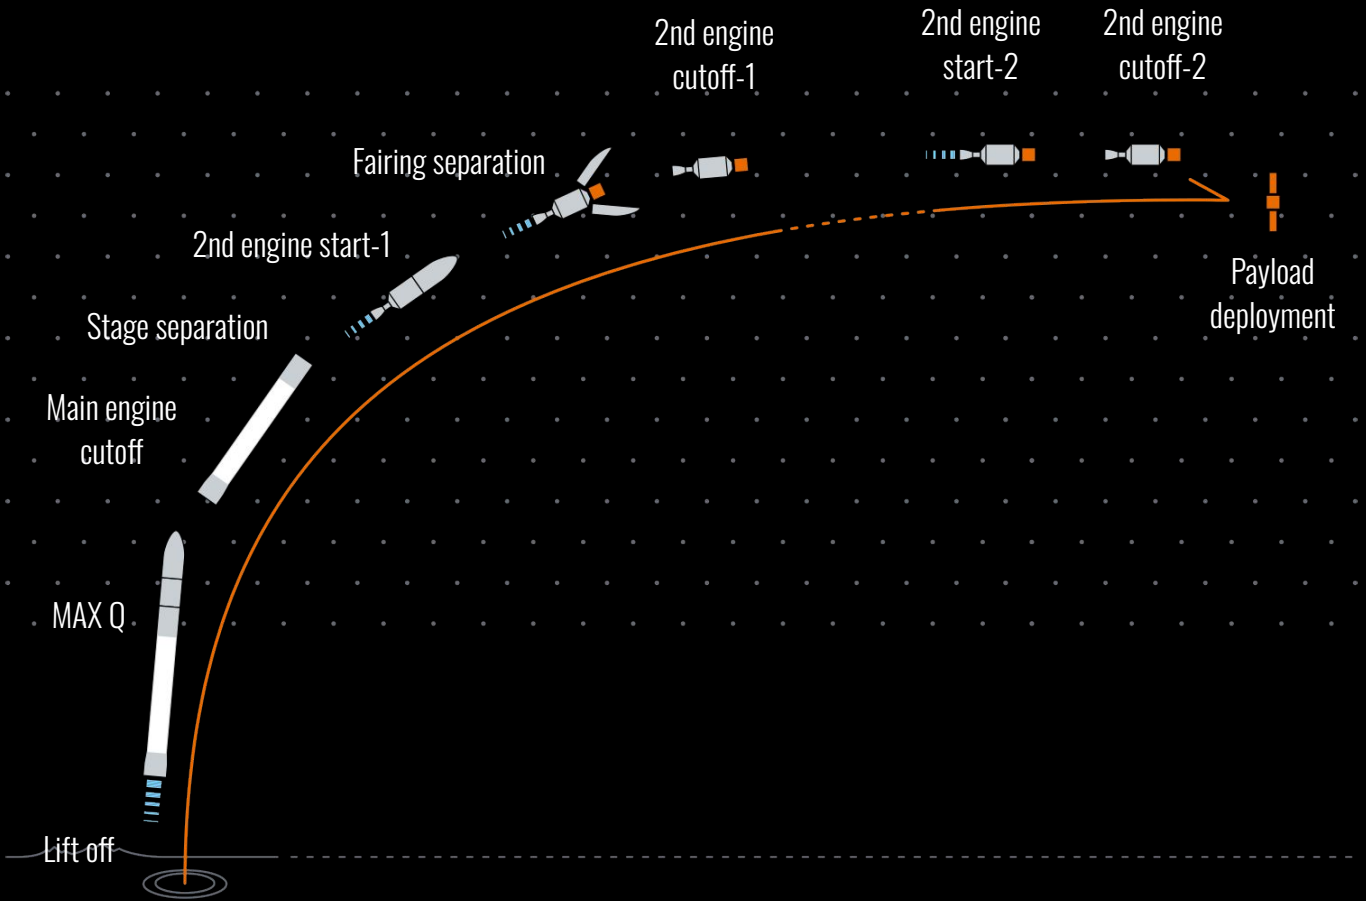 2nd engine
cutoff-1
2nd engine
start-2
2nd engine
cutoff-2
Fairing separation
2nd engine start-1
Payload
deployment
Stage separation
Main engine
cutoff
MAX Q
Lift off